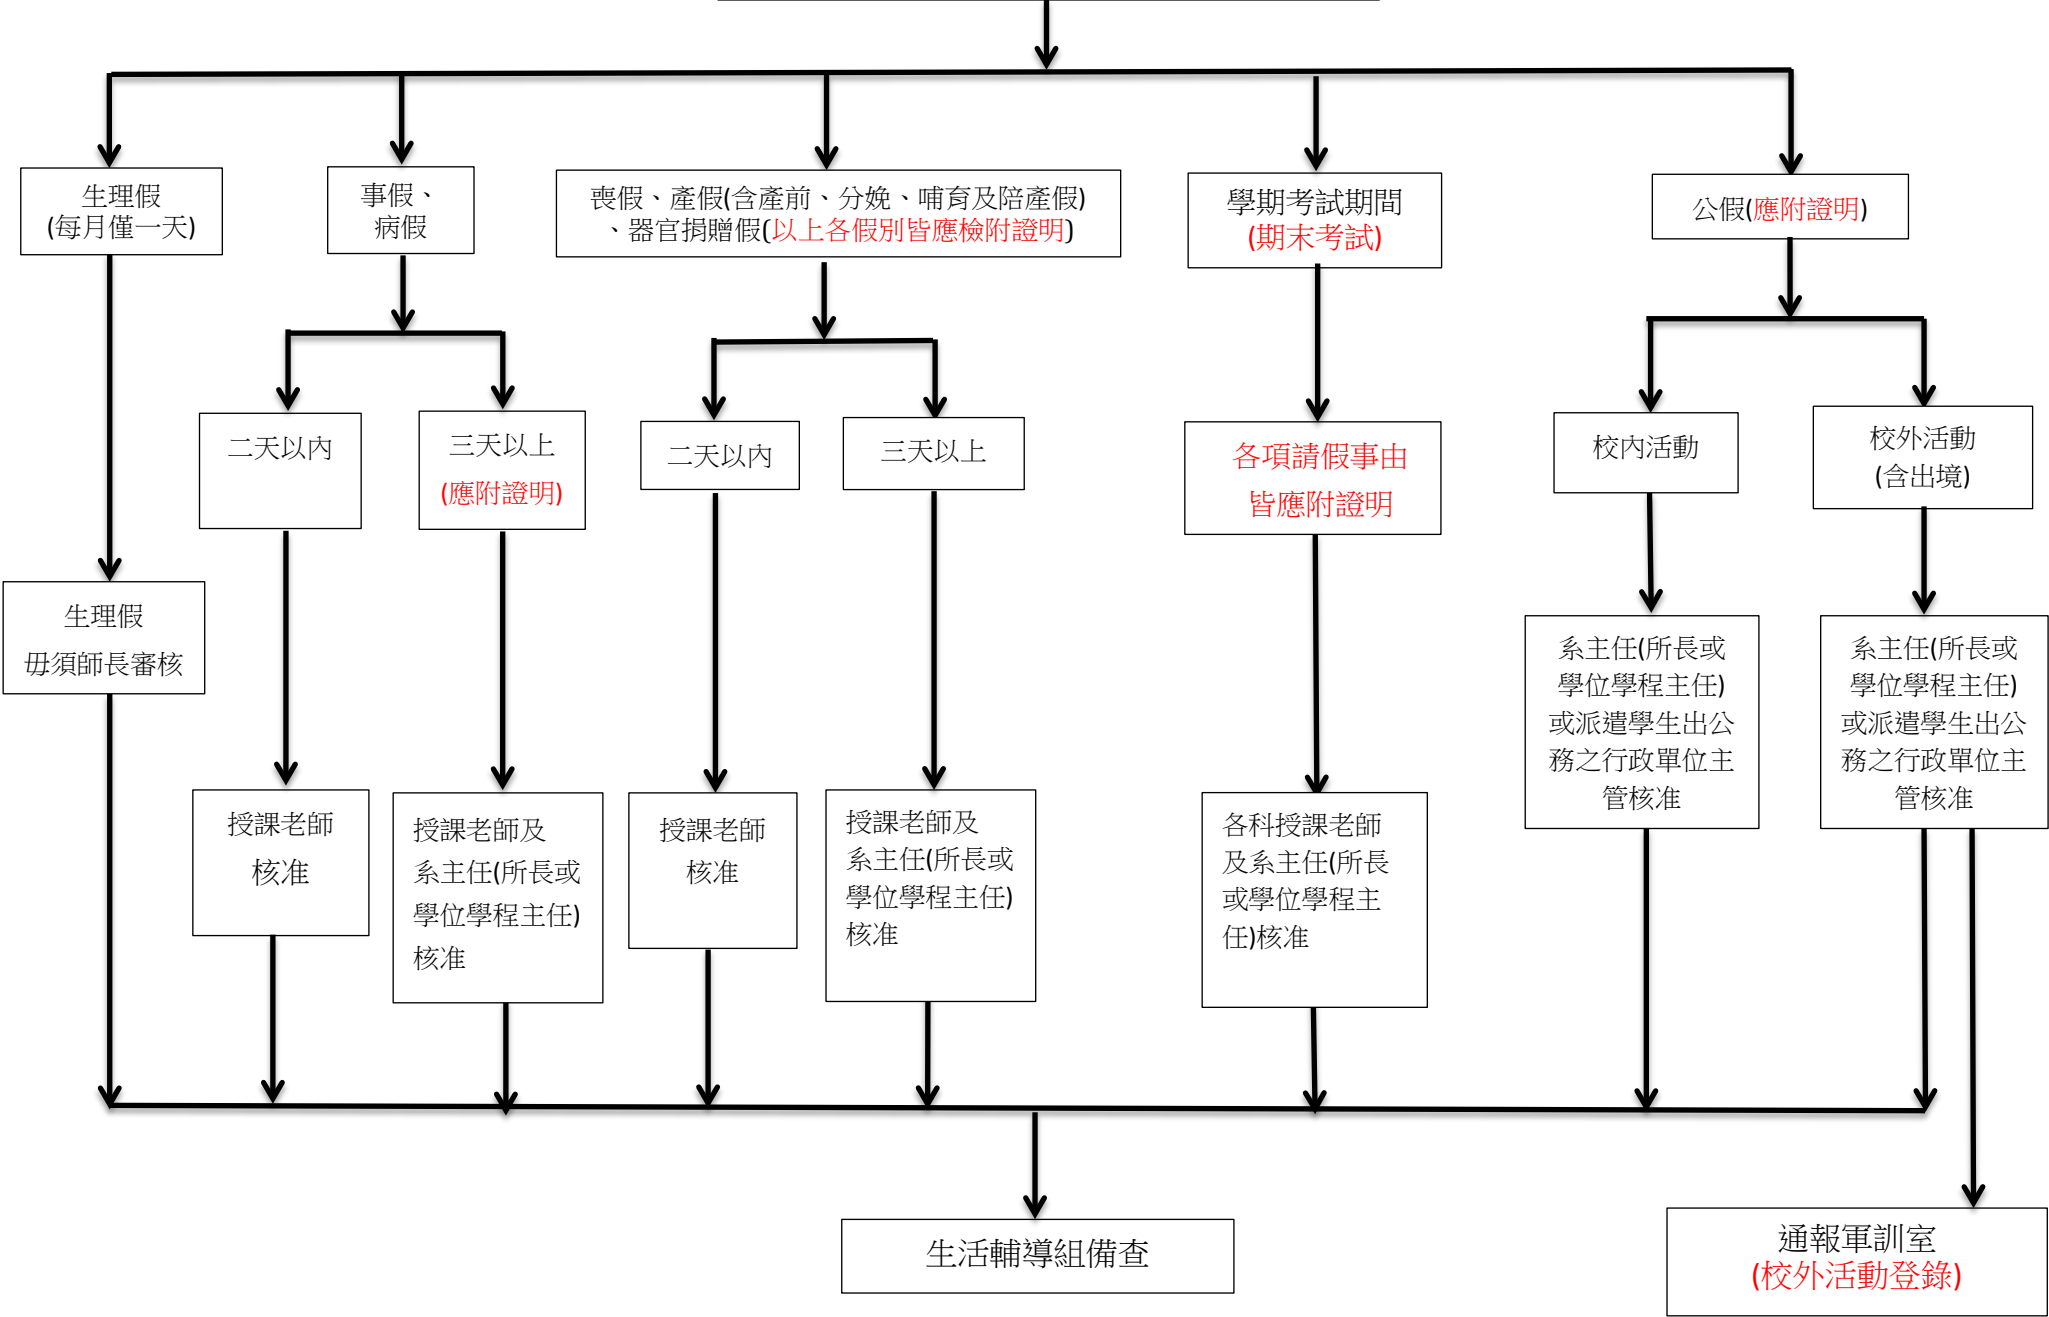 生理假
(每月僅一天)
事假、
病假
喪假、產假(含產前、分娩、哺育及陪產假)
、器官捐贈假(以上各假別皆應檢附證明)
學期考試期間
(期末考試)
公假(應附證明)
二天以內
三天以上
(應附證明)
二天以內
三天以上
各項請假事由
皆應附證明
校內活動
校外活動
(含出境)
生理假
毋須師長審核
系主任(所長或
學位學程主任)
或派遣學生出公
務之行政單位主
管核准
系主任(所長或
學位學程主任)
或派遣學生出公
務之行政單位主
管核准
授課老師
核准
授課老師及
系主任(所長或
學位學程主任)
核准
授課老師
核准
授課老師及
系主任(所長或
學位學程主任)
核准
各科授課老師
及系主任(所長
或學位學程主
任)核准
生活輔導組備查
通報軍訓室
(校外活動登錄)